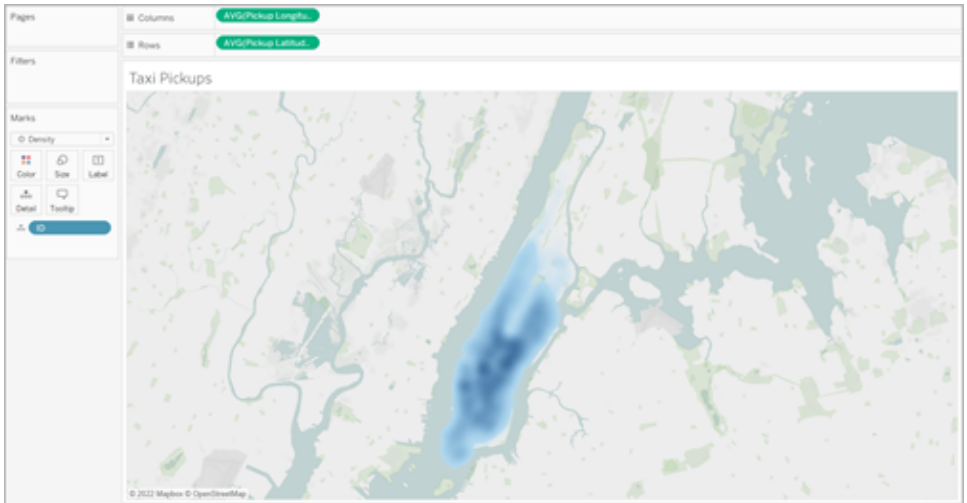 Pages
Columns
AVG(Pickup Longitu..
Rows
AVG(Pickup Latitud..
Filters
Taxi Pickups
Marks
Density
Color
Size
Label
Detail
Tooltip
ID
© 2022 Mapbox © OpenStreetMap